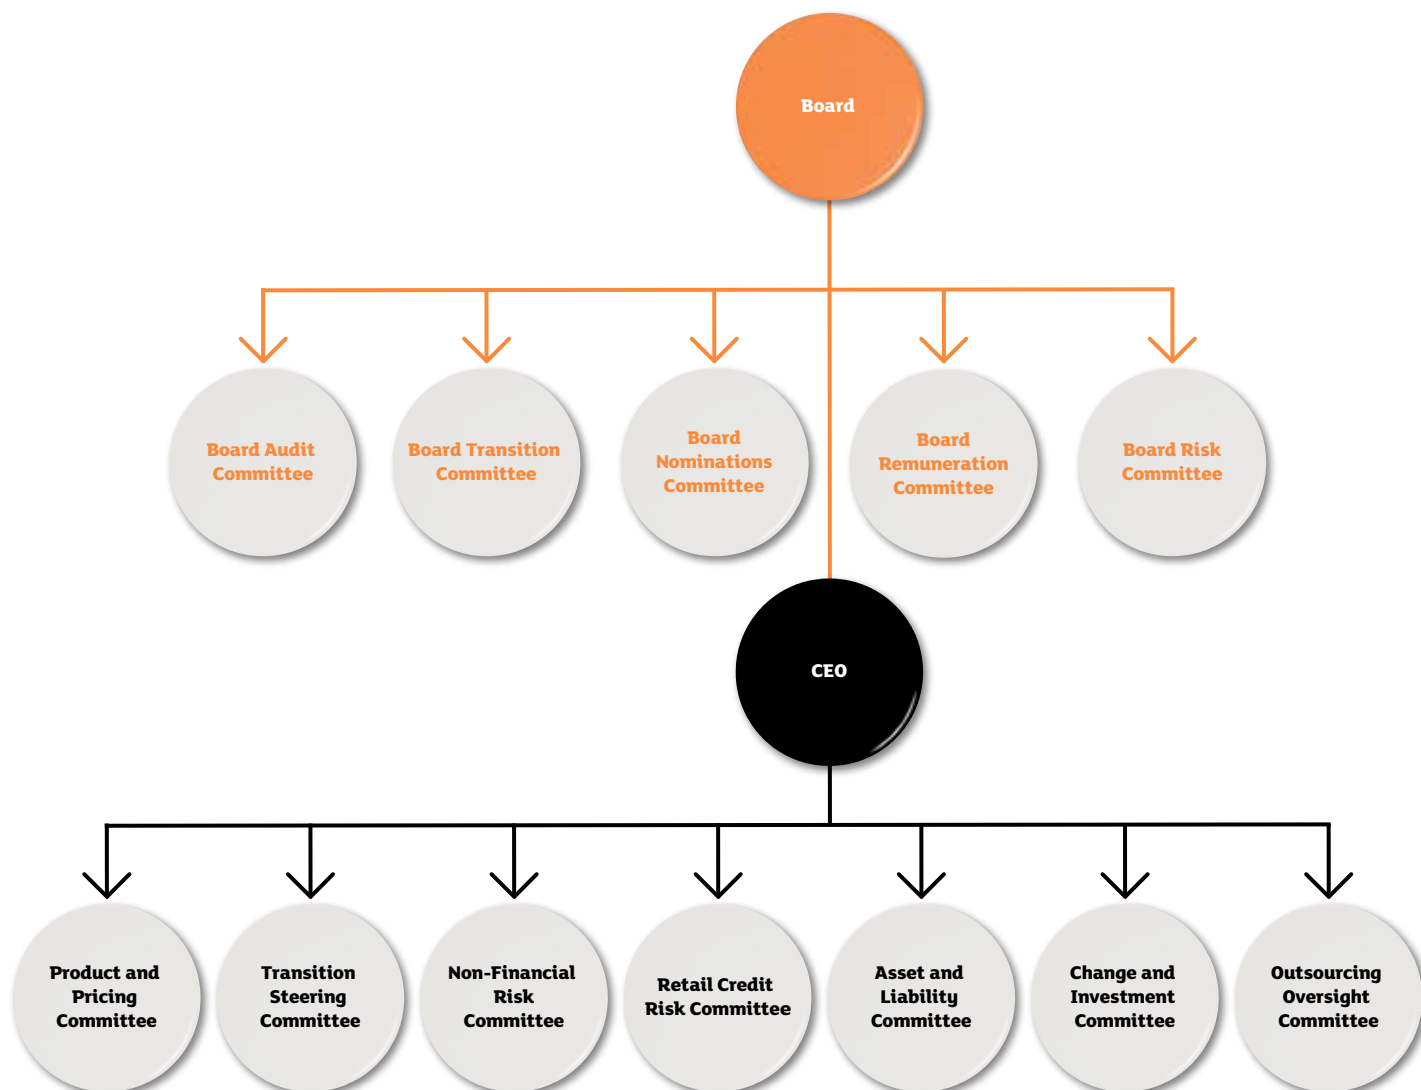 Board
Board Audit
Committee
Board Transition
Committee
Board
Nominations
Committee
Board
Remuneration
Committee
Board Risk
Committee
CEO
Product and
Pricing
Committee
Transition
Steering
Committee
Non-Financial
Risk
Committee
Retail Credit
Risk Committee
Asset and
Liability
Committee
Change and
Investment
Committee
Outsourcing
Oversight
Committee